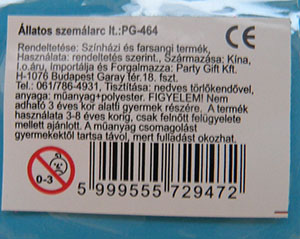 Állatos szemálarc lt.:PG-464
CE
Rendeltetése: Színházi és farsangi termék,
Használata: rendeltetés szerint., Származása: Kína,
f.o.áru, Importálja és Forgalmazza: Party Gift Kft.
H-1076 Budapest Garay tér.18. fszt.
Tel.:061/786-4931, Tisztítása: nedves törlőkendővel,
anyaga: műanyag+polyester. FIGYELEM! Nem
adható 3 éves kor alatti gyermek részére. A termék
használata 3-8 éves korig, csak felnőtt felügyelete
mellett ajánlott. A műanyag csomagolást
gyermekektől tartsa távol, mert fulladást okozhat.
0-3
5 999555 729472